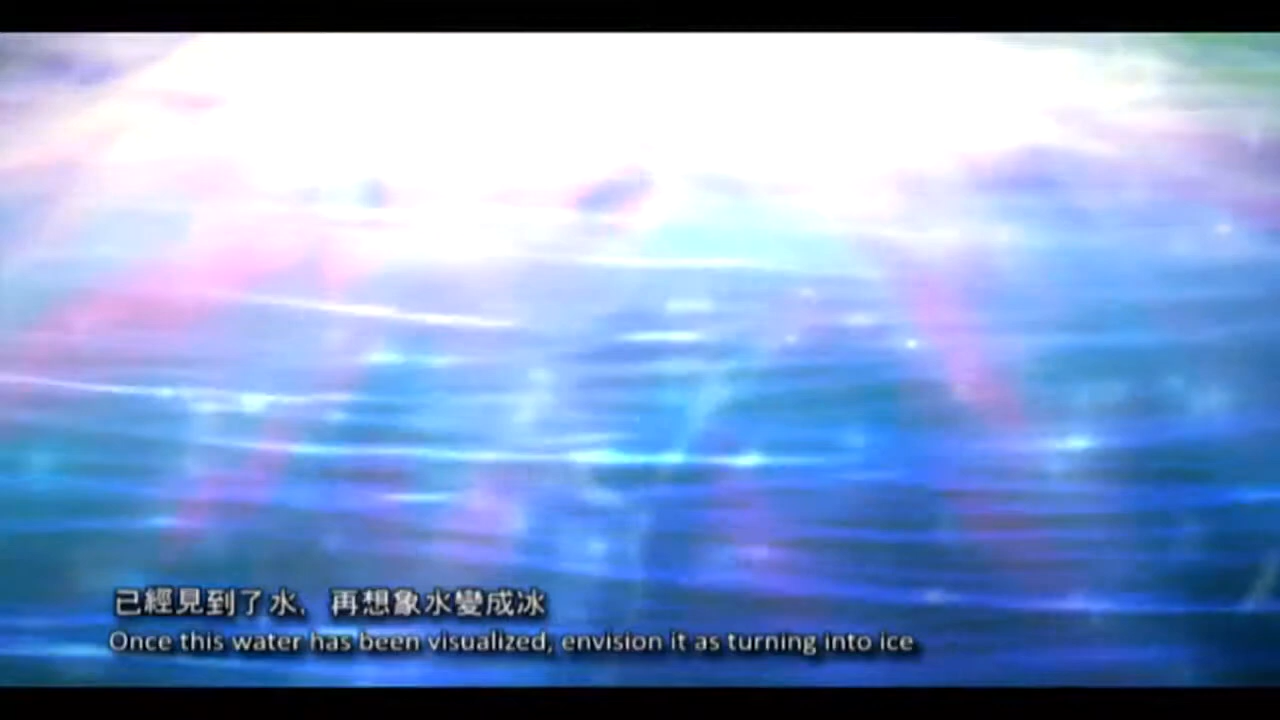 已經見到了水，再想象水變成冰
Once this water has been visualized, envision it as turning into ice